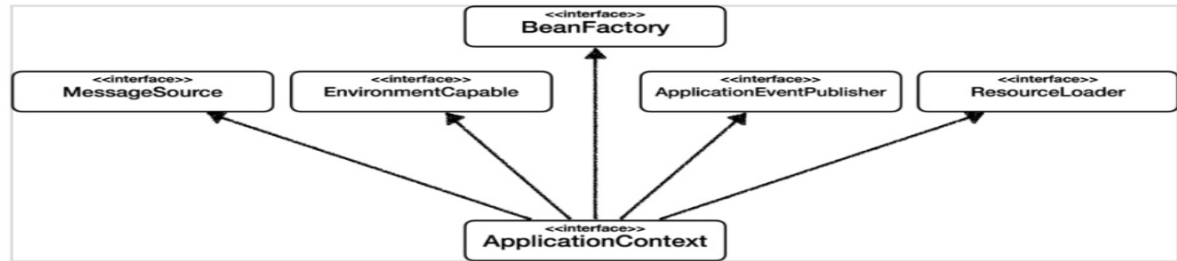 <<interface>>
BeanFactory
<<interface>>
MessageSource
<<interface>>
EnvironmentCapable
<<interface>>
ApplicationEventPublisher
<<interface>>
ResourceLoader
<<interface>>
ApplicationContext